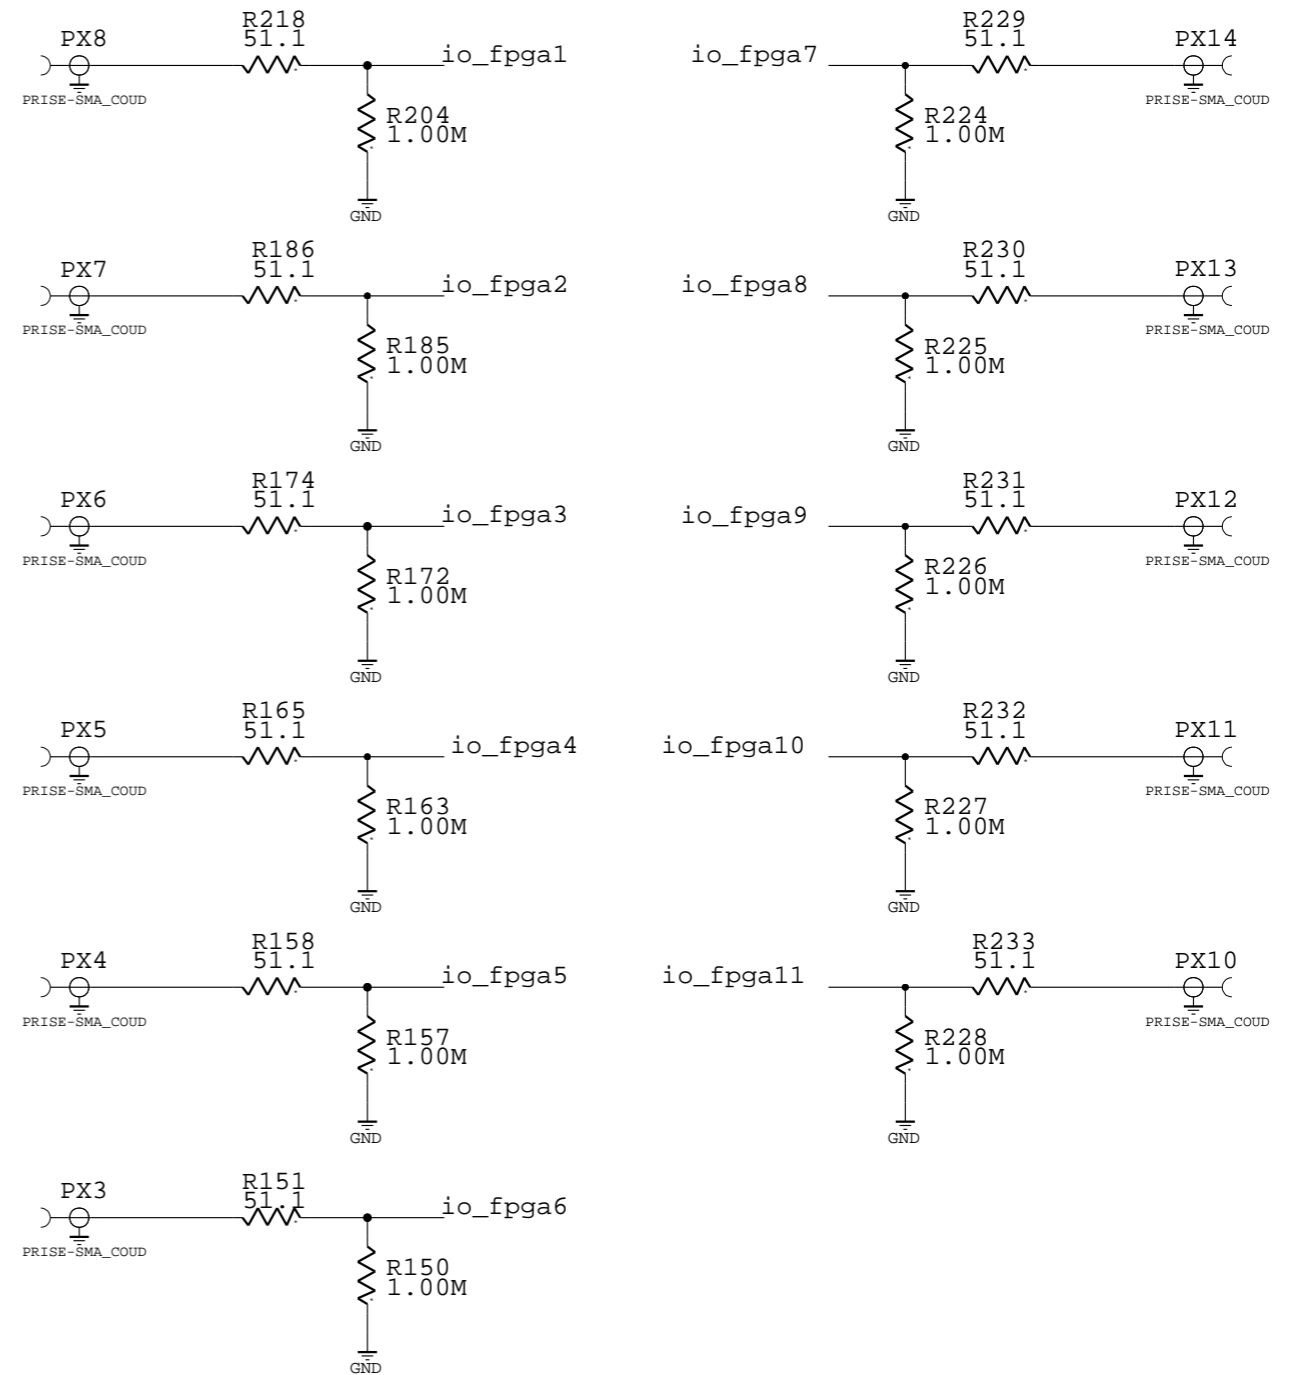 R218
51.1
PX8
io_fpga1
PRISE-SMA_COUD
R204
1.00M
GND
R229
51.1
PX14
io_fpga7
PRISE-SMA_COUD
R224
1.00M
GND
R186
51.1
PX7
io_fpga2
PRISE-SMA_COUD
R185
1.00M
GND
R230
51.1
PX13
io_fpga8
PRISE-SMA_COUD
R225
1.00M
GND
R174
51.1
PX6
io_fpga3
PRISE-SMA_COUD
R172
1.00M
GND
R231
51.1
PX12
io_fpga9
PRISE-SMA_COUD
R226
1.00M
GND
R165
51.1
PX5
io_fpga4
PRISE-SMA_COUD
R163
1.00M
GND
R232
51.1
PX11
io_fpga10
PRISE-SMA_COUD
R227
1.00M
GND
R158
51.1
PX4
io_fpga5
PRISE-SMA_COUD
R157
1.00M
GND
R233
51.1
PX10
io_fpga11
PRISE-SMA_COUD
R228
1.00M
GND
R151
51.1
PX3
io_fpga6
PRISE-SMA_COUD
R150
1.00M
GND